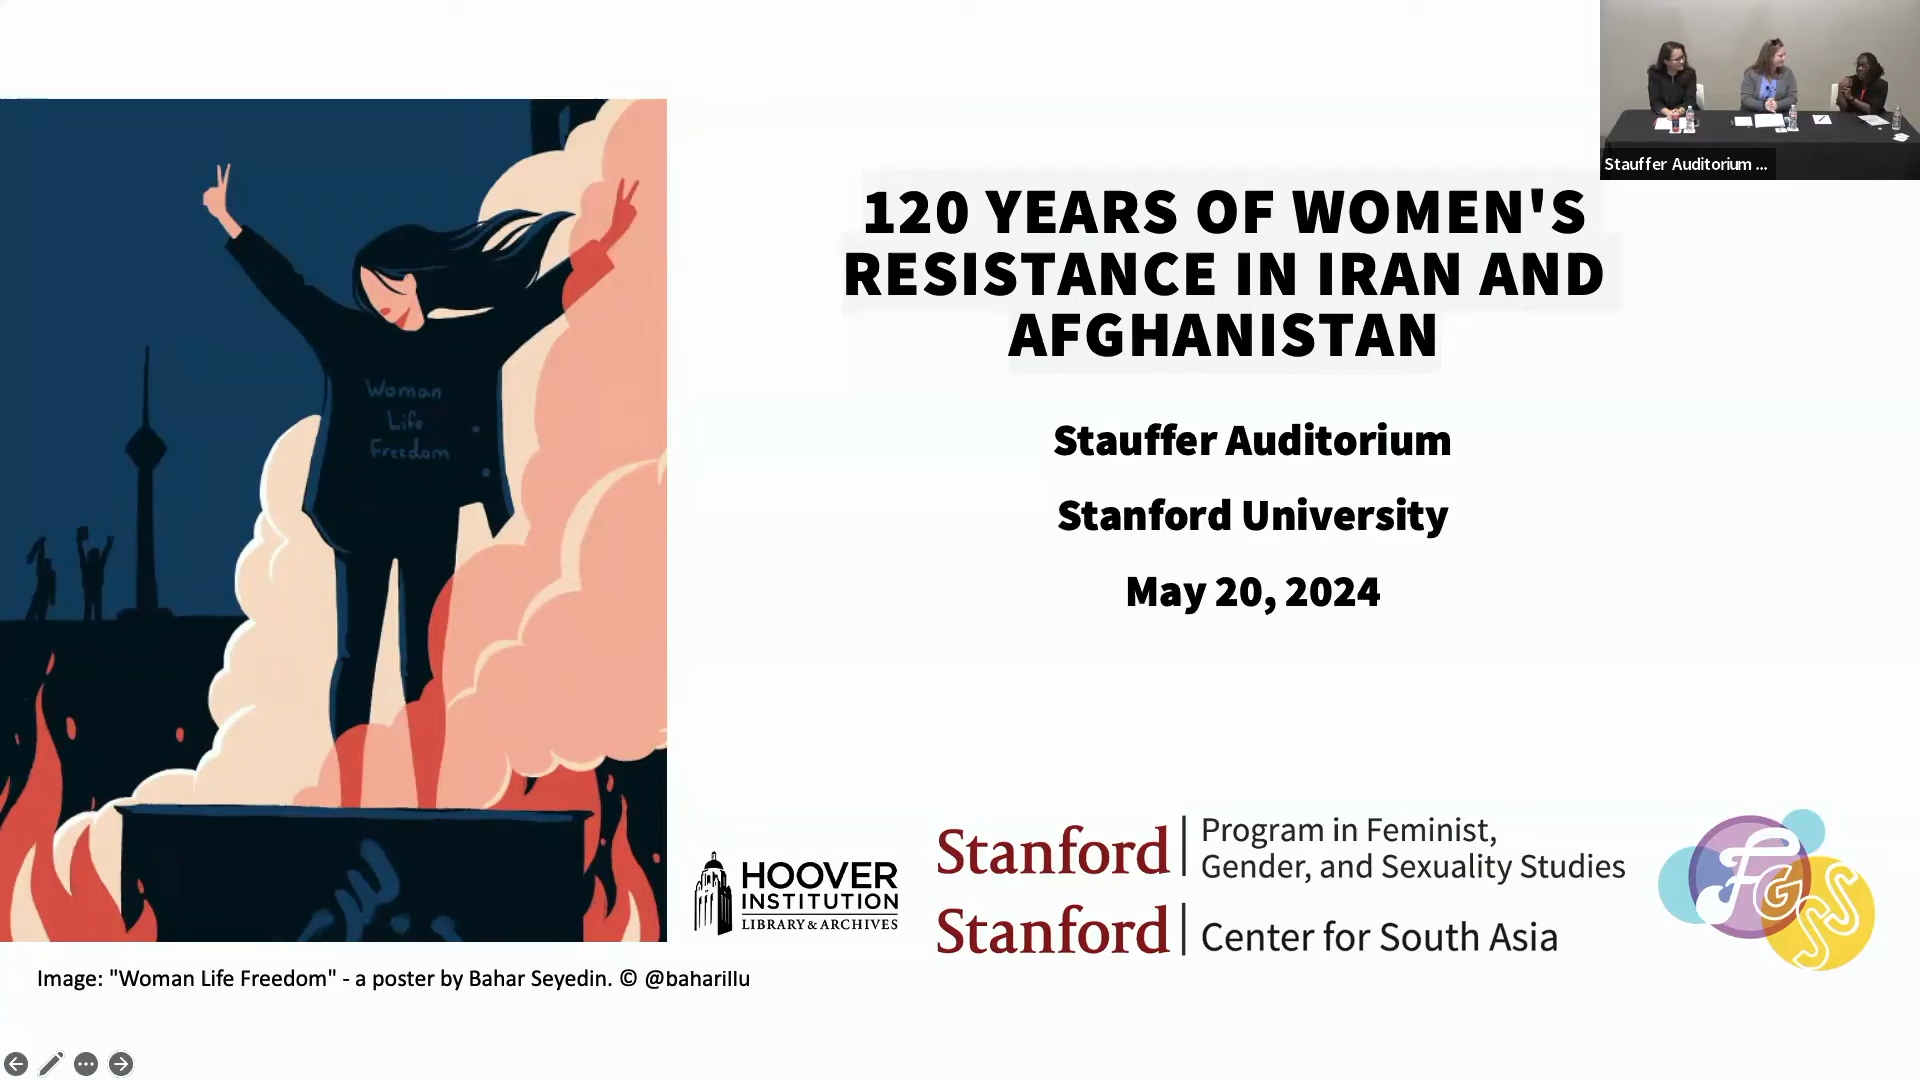 Stauffer Auditorium ...
120 YEARS OF WOMEN'S
RESISTANCE IN IRAN AND
AFGHANISTAN
Stauffer Auditorium
Stanford University
May 20, 2024
Woman
Life
Freedom
HOOVER
INSTITUTION
LIBRARY & ARCHIVES
Stanford | Program in Feminist,
Gender, and Sexuality Studies
Stanford | Center for South Asia
FGSS
Image: "Woman Life Freedom" - a poster by Bahar Seyedin. © @baharillu